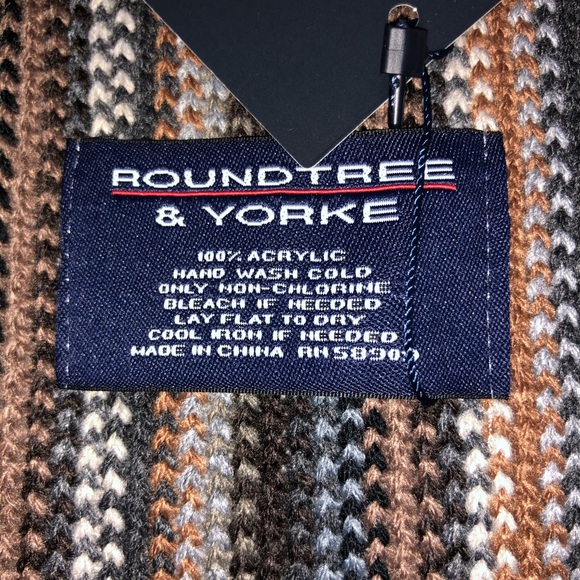 ROUNDTREE
& YORKE
100% ACRYLIC
HAND WASH COLD
ONLY NON-CHLORINE
BLEACH IF NEEDED
LAY FLAT TO DRY
COOL IRON IF NEEDED
MADE IN CHINA RN